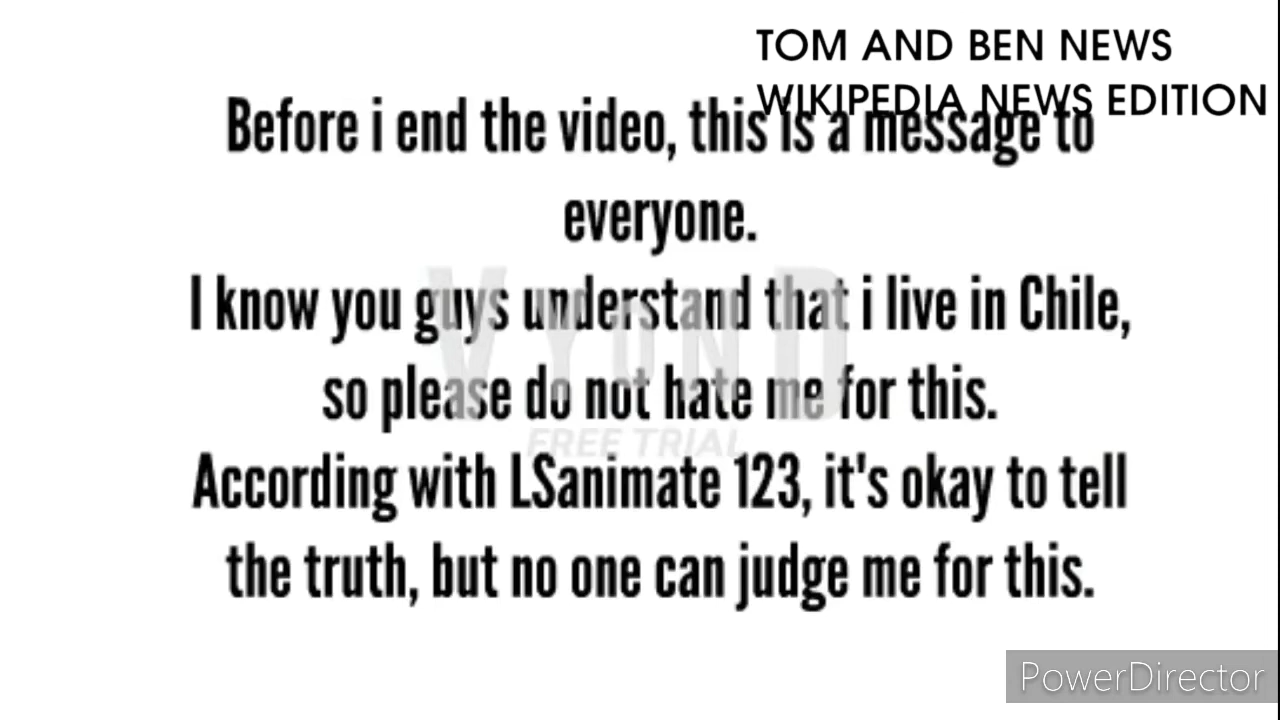 TOM AND BEN NEWS
WIKIPEDIA NEWS EDITION
Before i end the video, this is a message to
everyone.
I know you guys understand that i live in Chile,
so please do not hate me for this.
According with LSanimate 123, it's okay to tell
the truth, but no one can judge me for this.
VYOND
FREE TRIAL
PowerDirector